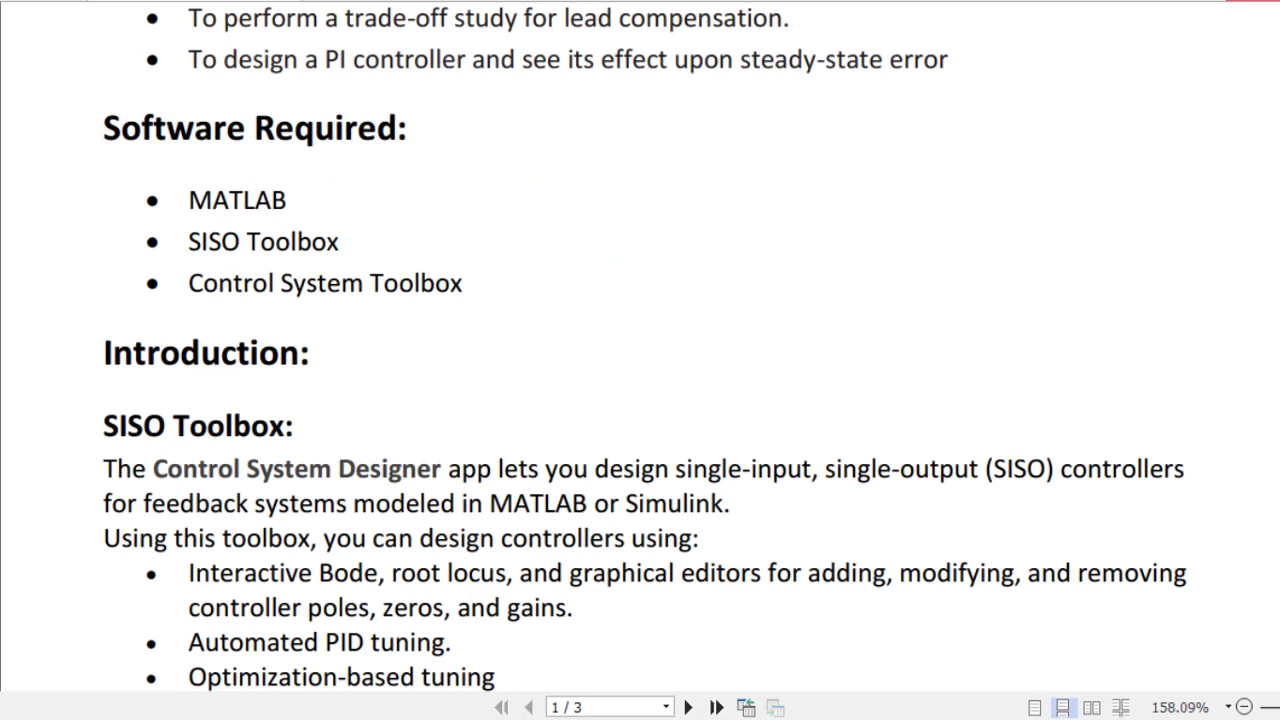 • To perform a trade-off study for lead compensation.
• To design a PI controller and see its effect upon steady-state error
Software Required:
• MATLAB
• SISO Toolbox
• Control System Toolbox
Introduction:
SISO Toolbox:
The Control System Designer app lets you design single-input, single-output (SISO) controllers
for feedback systems modeled in MATLAB or Simulink.
Using this toolbox, you can design controllers using:
• Interactive Bode, root locus, and graphical editors for adding, modifying, and removing
controller poles, zeros, and gains.
• Automated PID tuning.
• Optimization-based tuning
1 / 3
158.09%